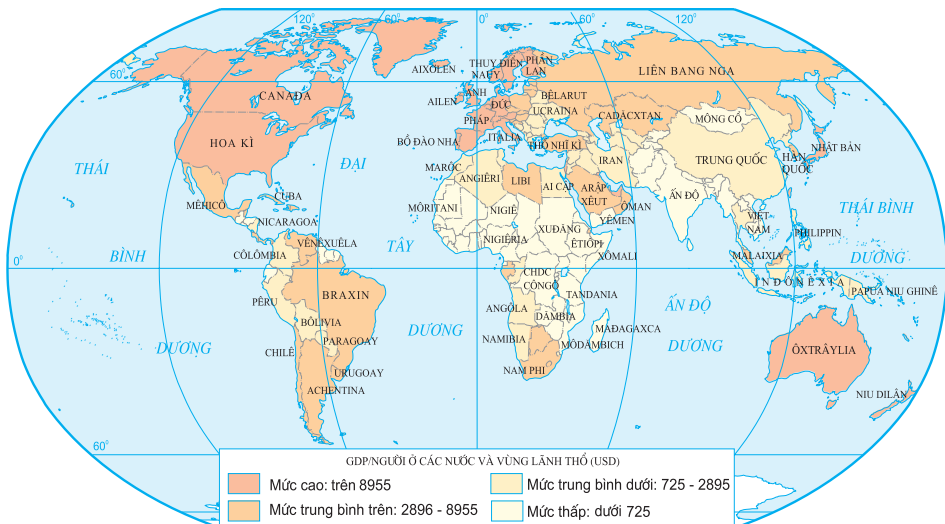 120° 60° 0° 60° 120°
60°
AIXƠLEN
THUỴ ĐIỂN
PHẦN LAN
NAUY
LIÊN BANG NGA
CANAĐA
AILEN
ANH
ĐỨC
BÊLARUT
UCRAINA
CADẮCXTAN
MÔNG CỔ
PHÁP
HOA KÌ
BỒ ĐÀO NHA
ITALIA
THỔ NHĨ KÌ
IRAN
TRUNG QUỐC
HÀN QUỐC
NHẬT BẢN
THÁI
ĐẠI
MARỐC
ANGIÊRI
LIBI
AI CẬP
ARẬP XÊUT
ÔMAN
YÊMEN
ẤN ĐỘ
MÊHICÔ
CUBA
MÔRITANI
NIGIÊ
XUĐĂNG
VIỆT NAM
THÁI BÌNH
NICARAGOA
NIGIÊRIA
ÊTIÔPI
XÔMALI
PHILIPPIN
BÌNH
TÂY
VÊNÊXUÊLA
CÔLÔMBIA
MALAIXIA
DƯƠNG
0°
CHDC CÔNGÔ
INĐÔNÊXIA
BRAXIN
TANDANIA
PAPUA NIU GHINÊ
PÊRU
ANGÔLA
ẤN ĐỘ
BÔLIVIA
DĂMBIA
MAĐAGAXCA
DƯƠNG
DƯƠNG
PARAGOAY
NAMIBIA
MÔDĂMBICH
DƯƠNG
CHILÊ
ÔXTRÂYLIA
URUGOAY
NAM PHI
ACHENTINA
NIU DILÂN
60°
GDP/NGƯỜI Ở CÁC NƯỚC VÀ VÙNG LÃNH THỔ (USD)
Mức cao: trên 8955
Mức trung bình dưới: 725 - 2895
Mức trung bình trên: 2896 - 8955
Mức thấp: dưới 725